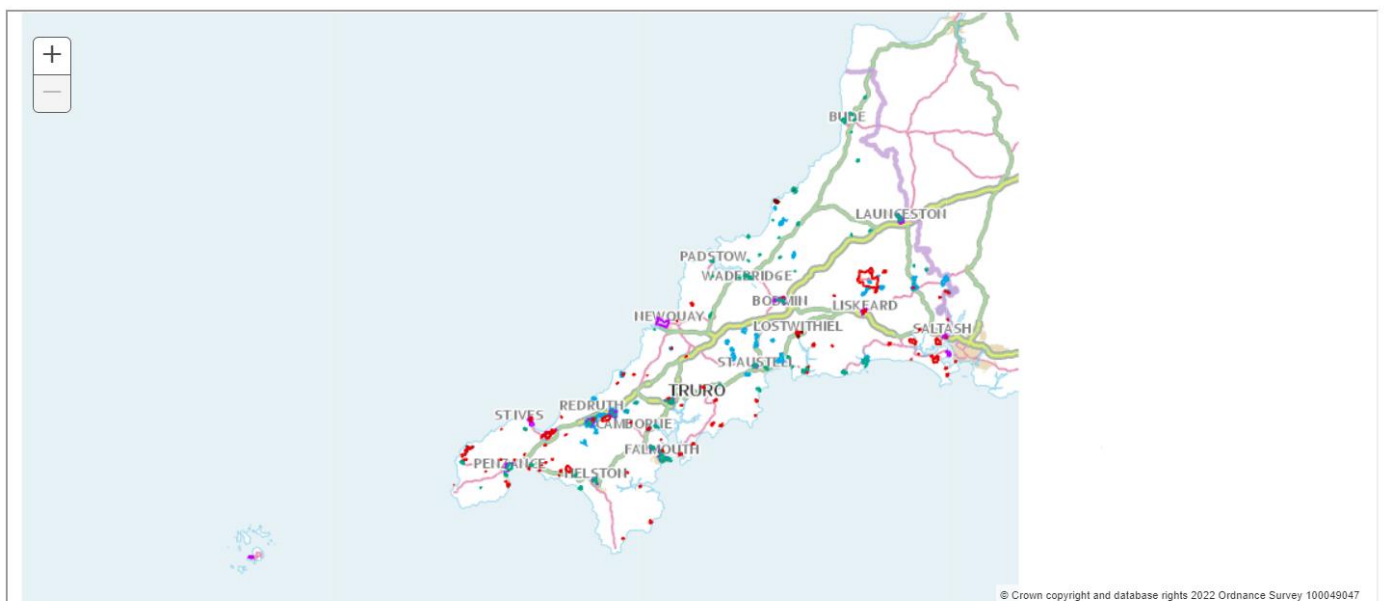 +
−
BUDE
LAUNCESTON
PADSTOW
WADEBRIDGE
BODMIN
LISKEARD
NEWQUAY
LOSTWITHIEL
SALTASH
ST AUSTELL
TRURO
REDRUTH
ST IVES
CAMBORNE
FALMOUTH
PENZANCE
HELSTON
© Crown copyright and database rights 2022 Ordnance Survey 100049047